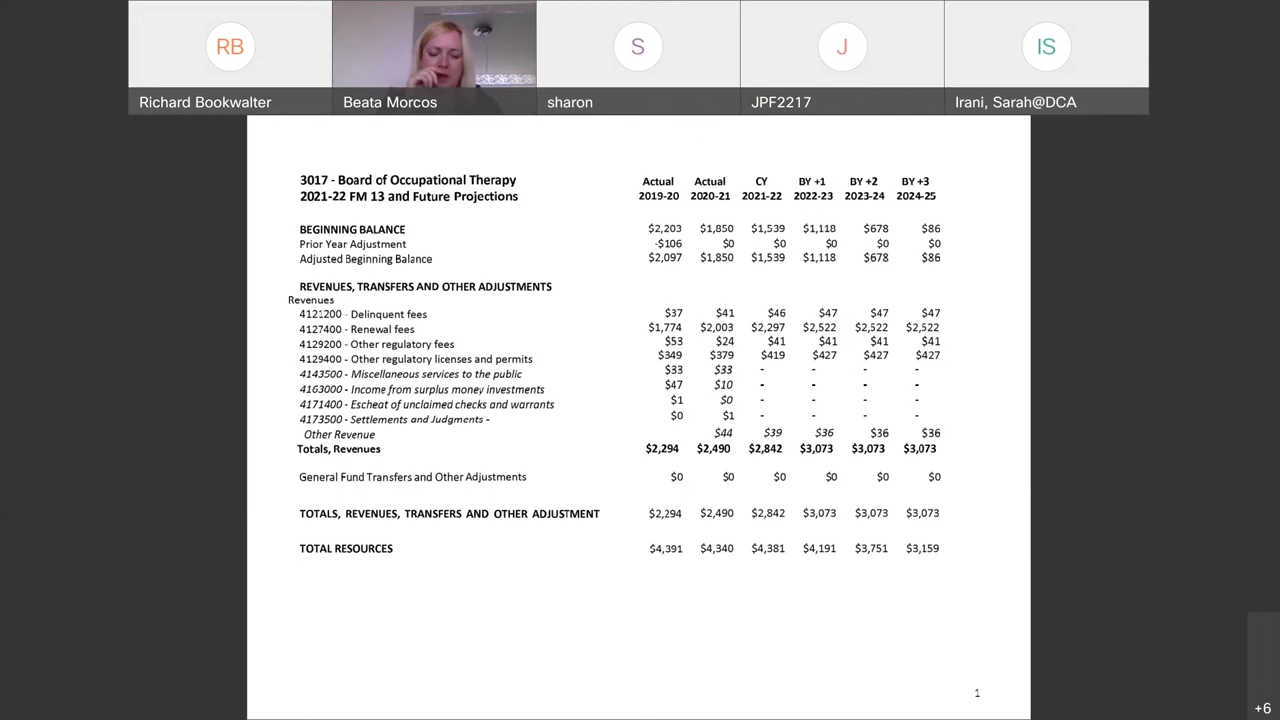 RB
S
J
IS
Richard Bookwalter
Beata Morcos
sharon
JPF2217
Irani, Sarah@DCA
3017 - Board of Occupational Therapy Actual Actual CY BY +1 BY +2 BY +3
2021-22 FM 13 and Future Projections 2019-20 2020-21 2021-22 2022-23 2023-24 2024-25
BEGINNING BALANCE $2,203 $1,850 $1,539 $1,118 $678 $86
Prior Year Adjustment -$106 $0 $0 $0 $0 $0
Adjusted Beginning Balance $2,097 $1,850 $1,539 $1,118 $678 $86
REVENUES, TRANSFERS AND OTHER ADJUSTMENTS
Revenues
4121200 - Delinquent fees $37 $41 $46 $47 $47 $47
4127400 - Renewal fees $1,774 $2,003 $2,297 $2,522 $2,522 $2,522
4129200 - Other regulatory fees $53 $24 $41 $41 $41 $41
4129400 - Other regulatory licenses and permits $349 $379 $419 $427 $427 $427
4143500 - Miscellaneous services to the public $33 $33 - - - -
4163000 - Income from surplus money investments $47 $10 - - - -
4171400 - Escheat of unclaimed checks and warrants $1 $0 - - - -
4173500 - Settlements and Judgments - $0 $1 - - - -
Other Revenue $44 $39 $36 $36 $36
Totals, Revenues $2,294 $2,490 $2,842 $3,073 $3,073 $3,073
General Fund Transfers and Other Adjustments $0 $0 $0 $0 $0 $0
TOTALS, REVENUES, TRANSFERS AND OTHER ADJUSTMENT $2,294 $2,490 $2,842 $3,073 $3,073 $3,073
TOTAL RESOURCES $4,391 $4,340 $4,381 $4,191 $3,751 $3,159
1
+6